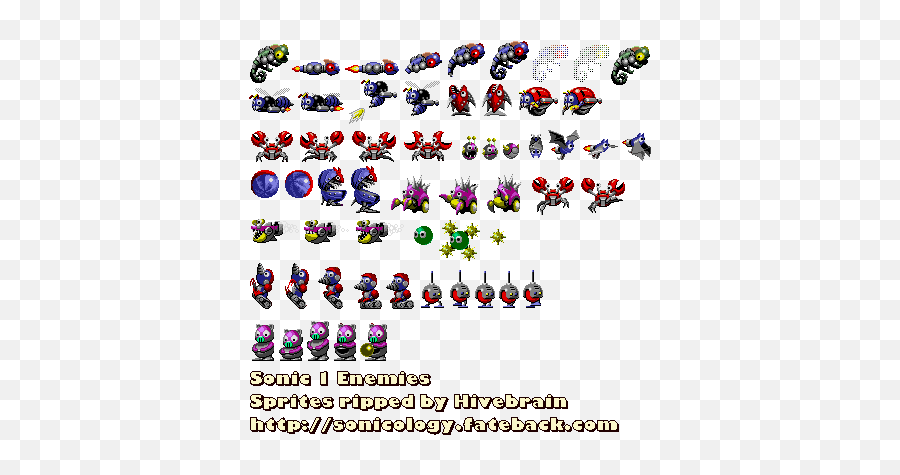 Sonic 1 Enemies
Sprites ripped by Hivebrain
http://sonicology.fateback.com